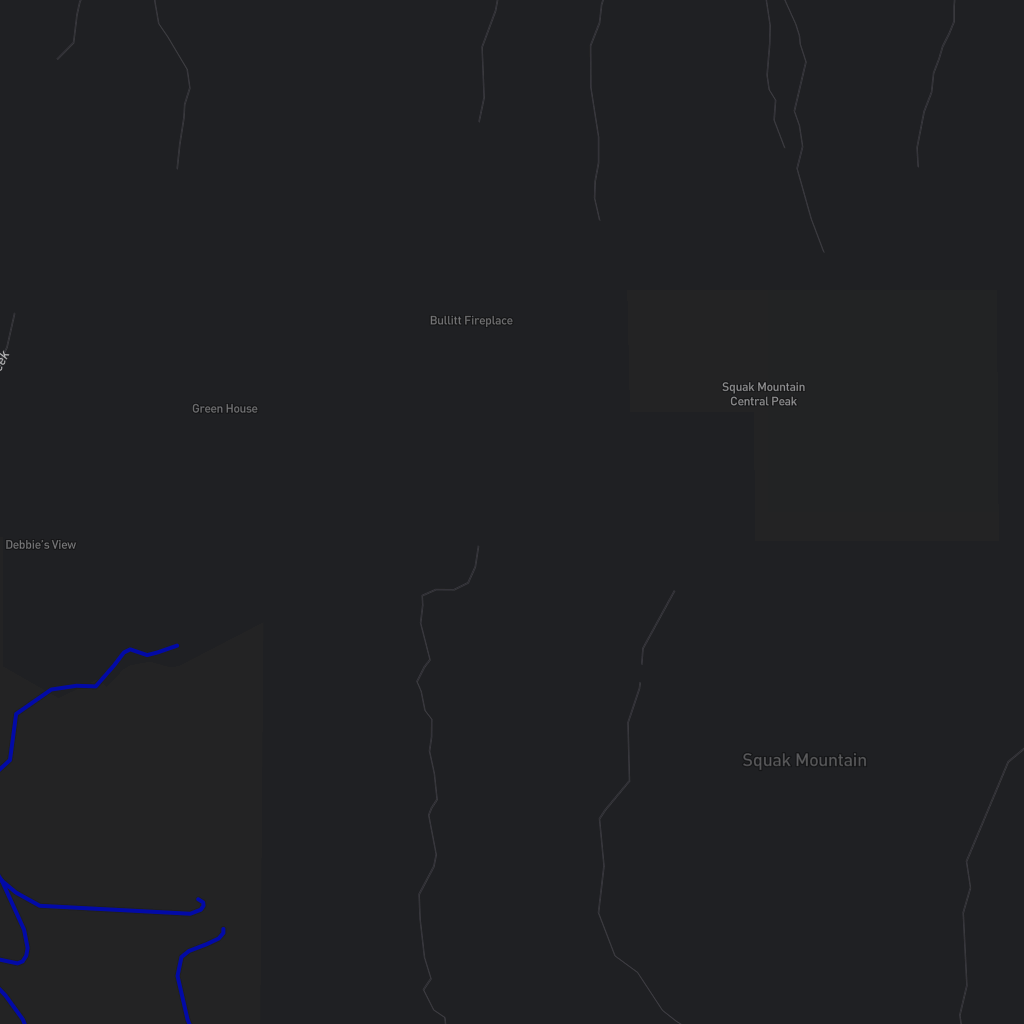 Bullitt Fireplace
Squak Mountain
Central Peak
Green House
Debbie's View
Squak Mountain